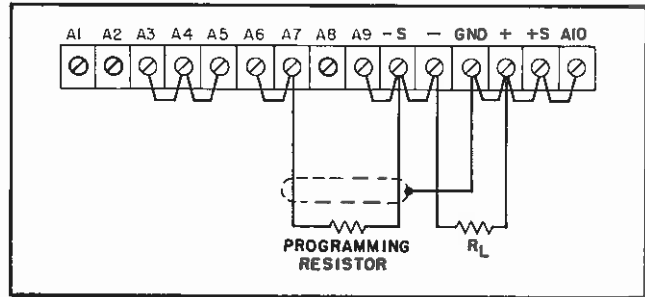 A1 A2 A3 A4 A5 A6 A7 A8 A9 -S - GND + +S A10
PROGRAMMING
RESISTOR
RL